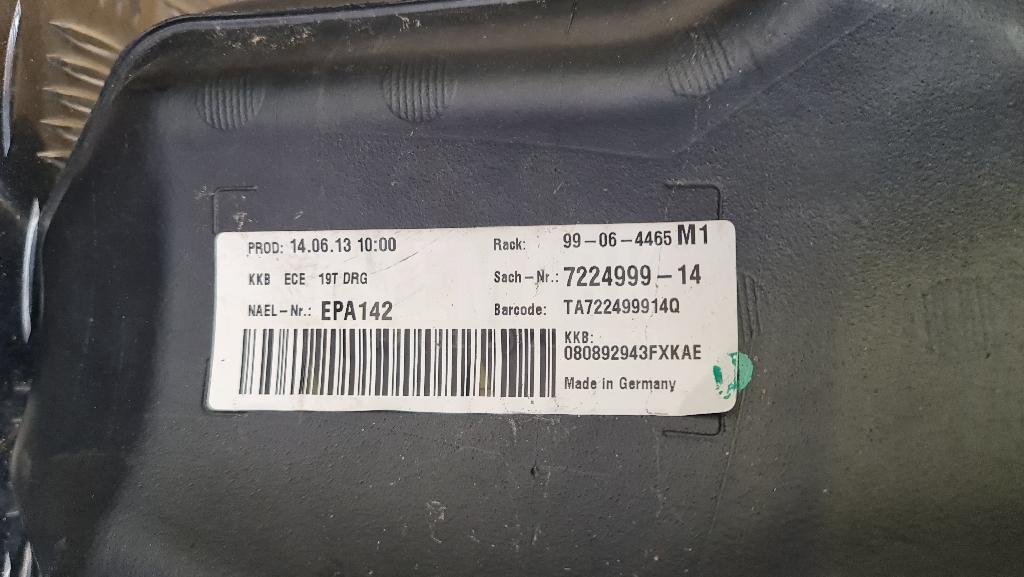 PROD: 14.06.13 10:00
Rack: 99-06-4465 M1
KKB ECE 19T DRG
Sach-Nr.: 7224999-14
NAEL-Nr.: EPA142
Barcode: TA722499914Q
KKB:
080892943FXKAE
Made in Germany